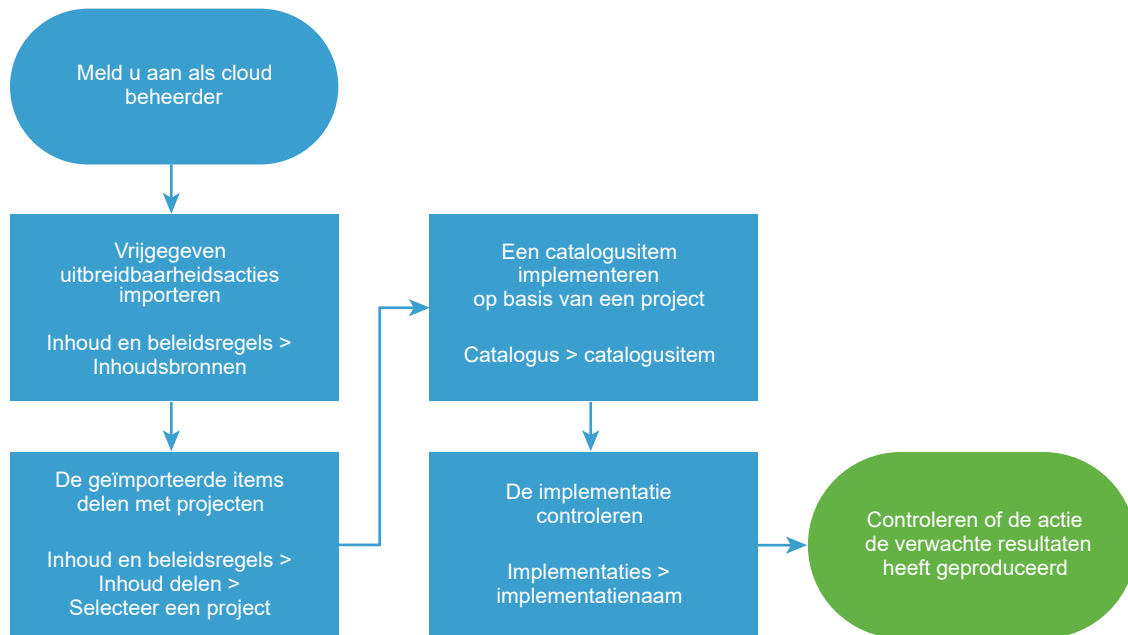 Meld u aan als cloud
beheerder
Vrijgegeven
uitbreidbaarheidsacties
importeren
Inhoud en beleidsregels >
Inhoudsbronnen
De geïmporteerde items
delen met projecten
Inhoud en beleidsregels >
Inhoud delen >
Selecteer een project
Een catalogusitem
implementeren
op basis van een project
Catalogus > catalogusitem
De implementatie
controleren
Implementaties >
implementatienaam
Controleren of de actie
de verwachte resultaten
heeft geproduceerd